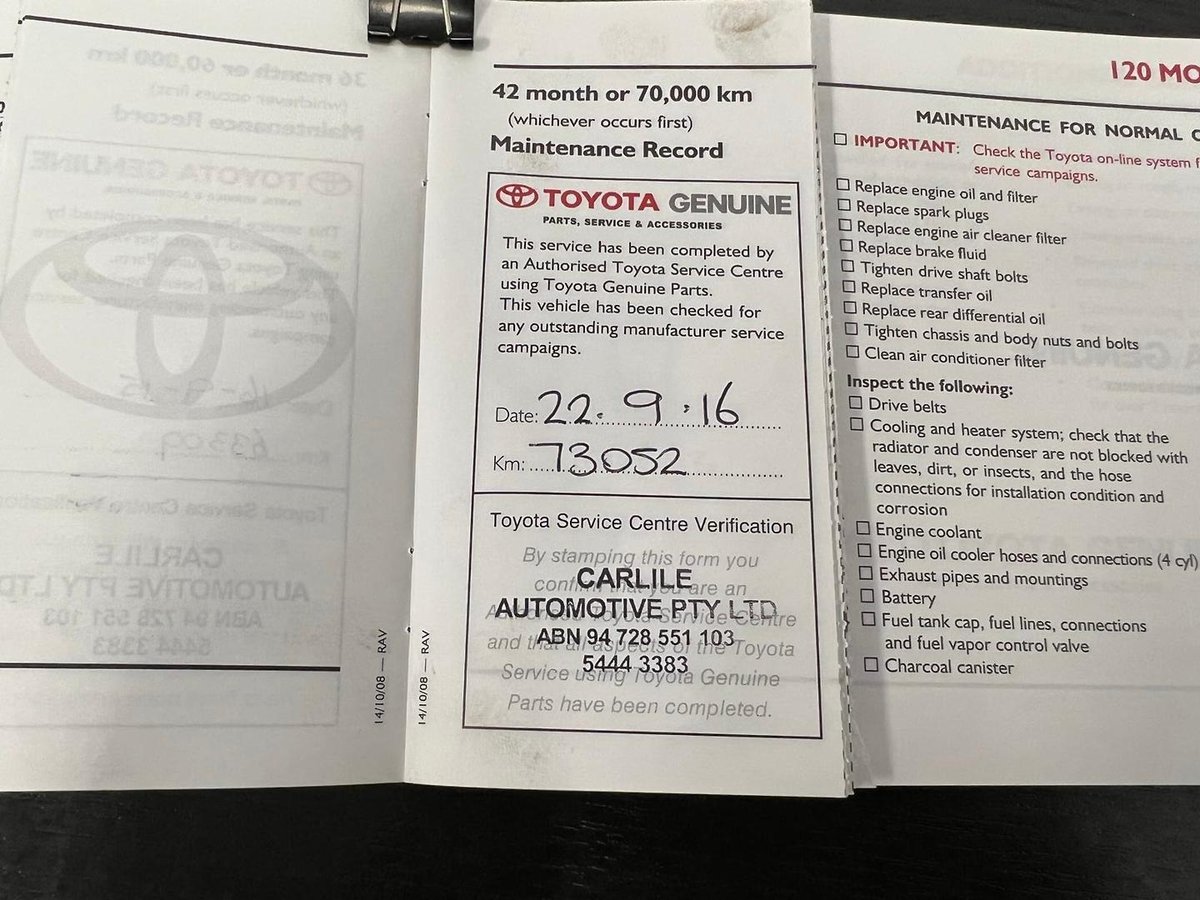 42 month or 70,000 km
(whichever occurs first)
Maintenance Record
TOYOTA GENUINE
PARTS, SERVICE & ACCESSORIES
This service has been completed by
an Authorised Toyota Service Centre
using Toyota Genuine Parts.
This vehicle has been checked for
any outstanding manufacturer service
campaigns.
Date: 22. 9. 16
Km: 73052
Toyota Service Centre Verification
By stamping this form you
confirm that you are an
Authorised Toyota Service Centre
and that all aspects of the Toyota
Service using Toyota Genuine
Parts have been completed.
CARLILE
AUTOMOTIVE PTY LTD
ABN 94 728 551 103
5444 3383
14/10/08 — RAV
14/10/08 — RAV
120 MO
MAINTENANCE FOR NORMAL
IMPORTANT: Check the Toyota on-line system
service campaigns.
Replace engine oil and filter
Replace spark plugs
Replace engine air cleaner filter
Replace brake fluid
Tighten drive shaft bolts
Replace transfer oil
Replace rear differential oil
Tighten chassis and body nuts and bolts
Clean air conditioner filter
Inspect the following:
Drive belts
Cooling and heater system; check that the
radiator and condenser are not blocked with
leaves, dirt, or insects, and the hose
connections for installation condition and
corrosion
Engine coolant
Engine oil cooler hoses and connections (4 cyl)
Exhaust pipes and mountings
Battery
Fuel tank cap, fuel lines, connections
and fuel vapor control valve
Charcoal canister